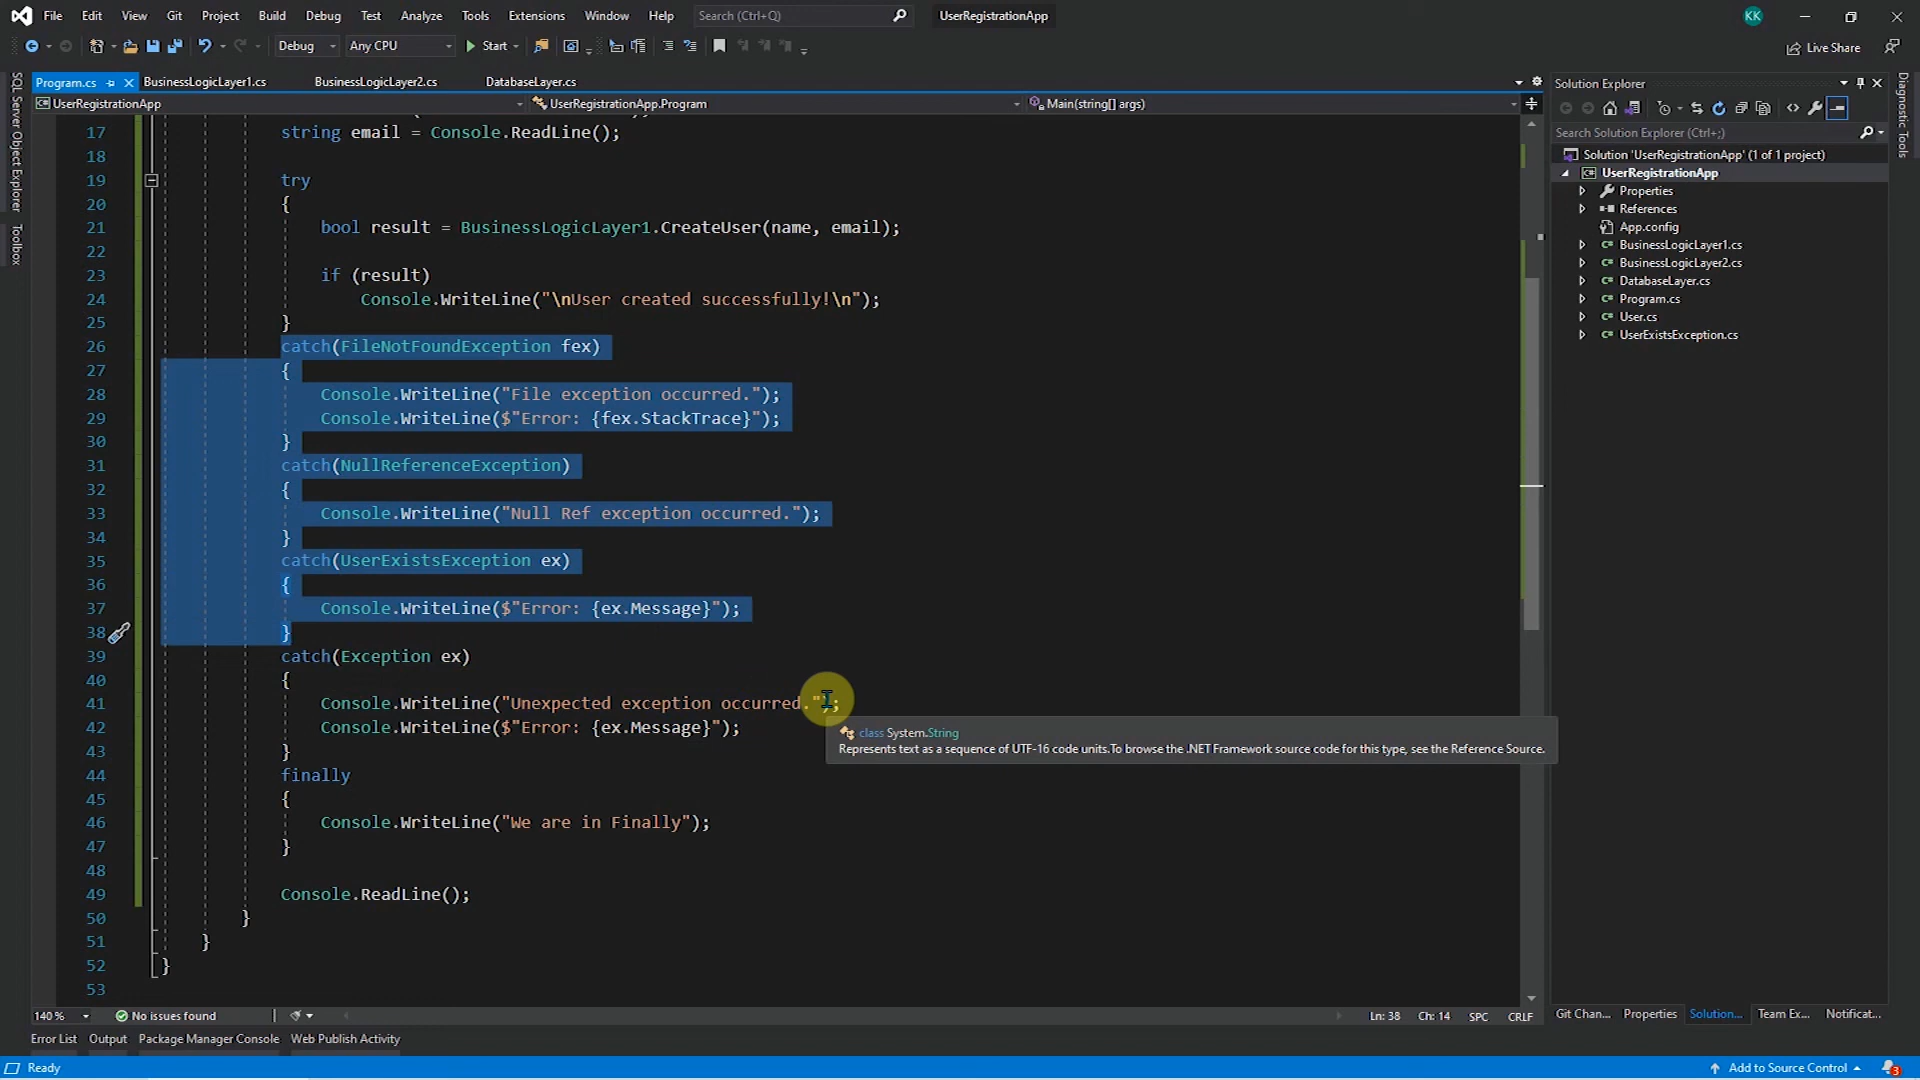 File Edit View Git Project Build Debug Test Analyze Tools Extensions Window Help Search (Ctrl+Q) UserRegistrationApp KK
Debug Any CPU Start Live Share
Program.cs BusinessLogicLayer1.cs BusinessLogicLayer2.cs DatabaseLayer.cs Solution Explorer
UserRegistrationApp UserRegistrationApp.Program Main(string[] args)
SQL Server Object Explorer
Toolbox
Diagnostic Tools
17 string email = Console.ReadLine();
18
19 try
20 {
21 bool result = BusinessLogicLayer1.CreateUser(name, email);
22
23 if (result)
24 Console.WriteLine("\nUser created successfully!\n");
25 }
26 catch(FileNotFoundException fex)
27 {
28 Console.WriteLine("File exception occurred.");
29 Console.WriteLine($"Error: {fex.StackTrace}");
30 }
31 catch(NullReferenceException)
32 {
33 Console.WriteLine("Null Ref exception occurred.");
34 }
35 catch(UserExistsException ex)
36 {
37 Console.WriteLine($"Error: {ex.Message}");
38 }
39 catch(Exception ex)
40 {
41 Console.WriteLine("Unexpected exception occurred.");
42 Console.WriteLine($"Error: {ex.Message}");
43 }
class System.String
Represents text as a sequence of UTF-16 code units.To browse the .NET Framework source code for this type, see the Reference Source.
44 finally
45 {
46 Console.WriteLine("We are in Finally");
47 }
48
49 Console.ReadLine();
50 }
51 }
52 }
53
Search Solution Explorer (Ctrl+;)
Solution 'UserRegistrationApp' (1 of 1 project)
UserRegistrationApp
Properties
References
App.config
BusinessLogicLayer1.cs
BusinessLogicLayer2.cs
DatabaseLayer.cs
Program.cs
User.cs
UserExistsException.cs
140 % No issues found Ln: 38 Ch: 14 SPC CRLF
Git Chan... Properties Solution... Team Ex... Notificat...
Error List Output Package Manager Console Web Publish Activity
Ready Add to Source Control 3